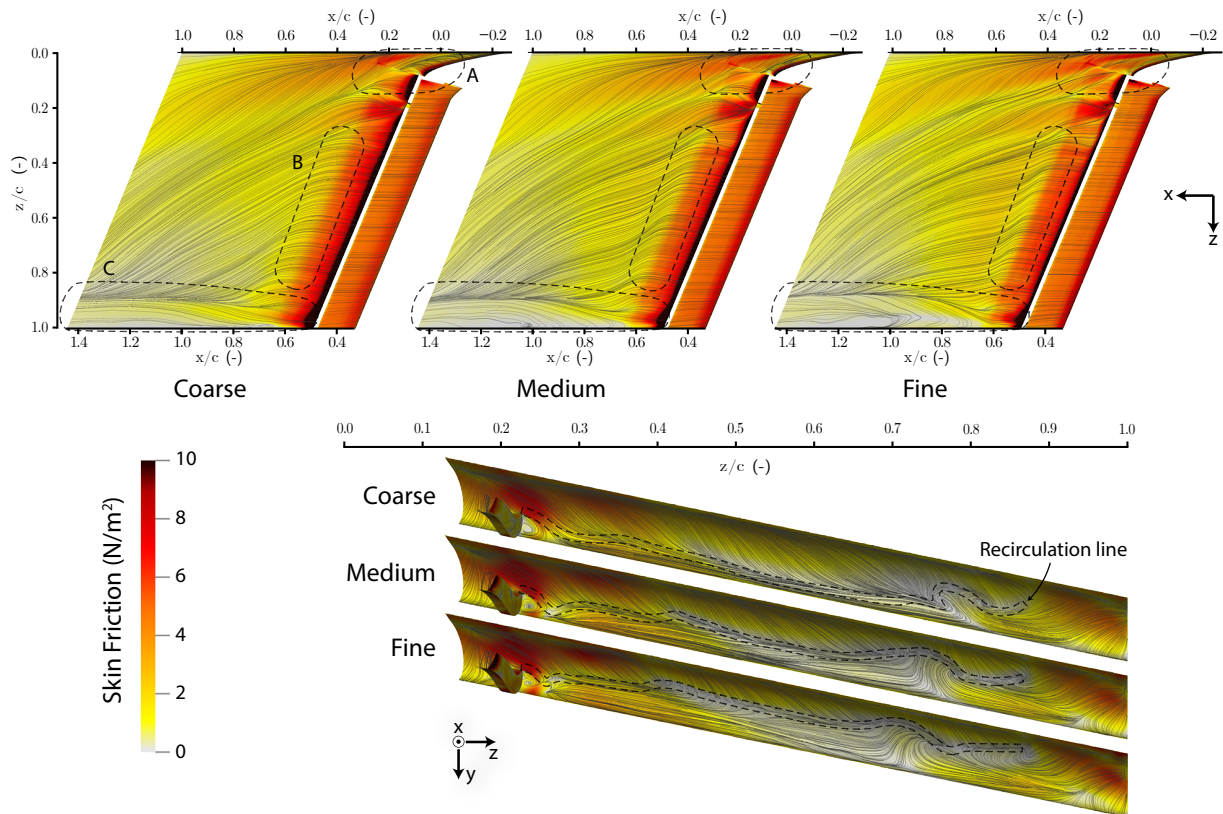 x/c (-) x/c (-) x/c (-)
1.0 0.8 0.6 0.4 0.2 0.0 −0.2 1.0 0.8 0.6 0.4 0.2 0.0 1.0 0.8 0.6 0.4 0.2 0.0 −0.2
0.0
A
0.2
0.4
B
z/c (-)
0.6
x
z
0.8
C
1.0
1.4 1.2 1.0 0.8 0.6 0.4 1.4 1.2 1.0 0.8 0.6 0.4 1.4 1.2 1.0 0.8 0.6 0.4
x/c (-) x/c (-) x/c (-)
Coarse Medium Fine
0.0 0.1 0.2 0.3 0.4 0.5 0.6 0.7 0.8 0.9 1.0
z/c (-)
Skin Friction (N/m²)
10
8
6
4
2
0
Coarse
Recirculation line
Medium
Fine
x
z
y